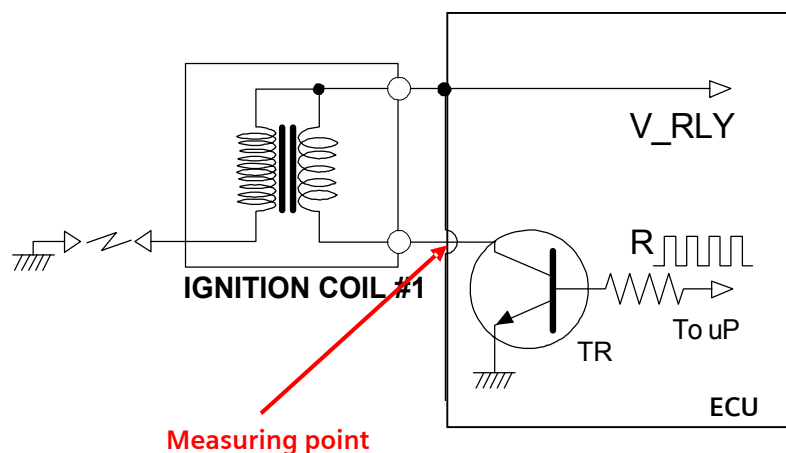 V_RLY
R
IGNITION COIL #1
To uP
TR
ECU
Measuring point